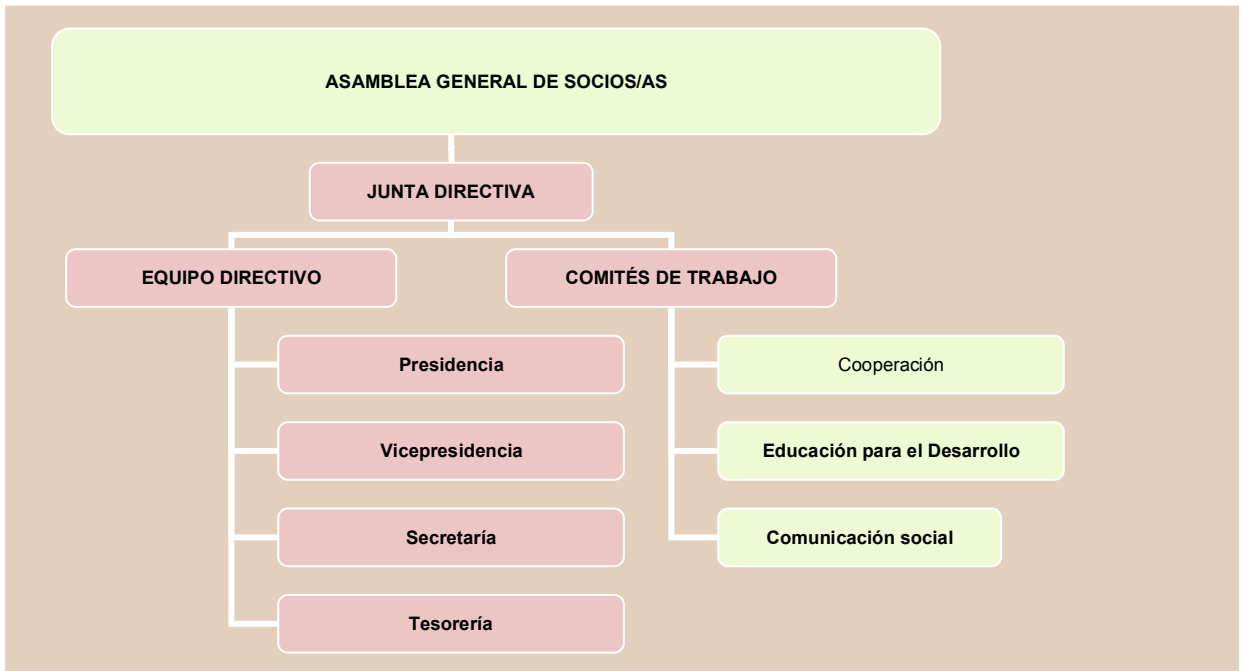 ASAMBLEA GENERAL DE SOCIOS/AS
JUNTA DIRECTIVA
EQUIPO DIRECTIVO
Presidencia
Vicepresidencia
Secretaría
Tesorería
COMITÉS DE TRABAJO
Cooperación
Educación para el Desarrollo
Comunicación social